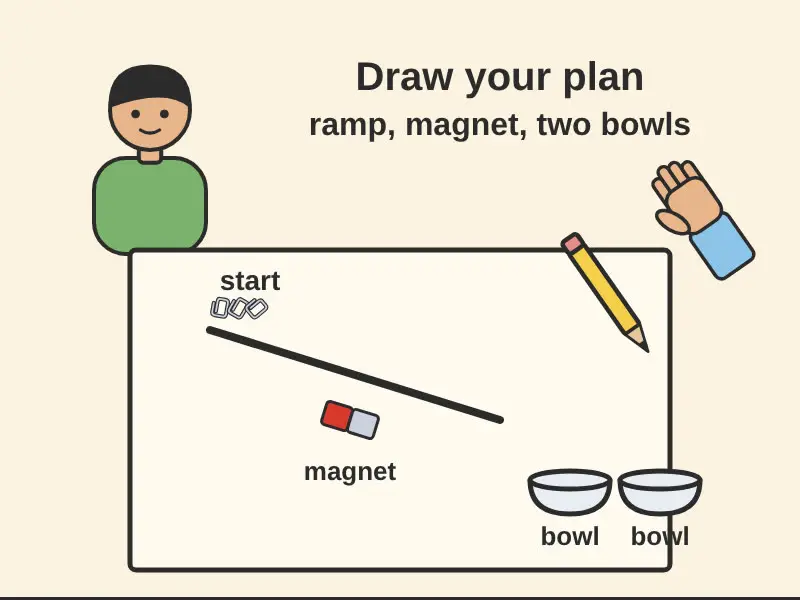 Draw your plan
ramp, magnet, two bowls
start
magnet
bowl bowl